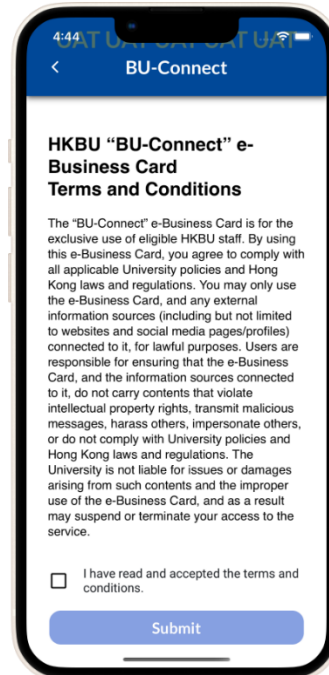 4:44
UAT UAT UAT UAT UAT
BU-Connect
HKBU “BU-Connect” e-
Business Card
Terms and Conditions
The “BU-Connect” e-Business Card is for the
exclusive use of eligible HKBU staff. By using
this e-Business Card, you agree to comply with
all applicable University policies and Hong
Kong laws and regulations. You may only use
the e-Business Card, and any external
information sources (including but not limited
to websites and social media pages/profiles)
connected to it, for lawful purposes. Users are
responsible for ensuring that the e-Business
Card, and the information sources connected
to it, do not carry contents that violate
intellectual property rights, transmit malicious
messages, harass others, impersonate others,
or do not comply with University policies and
Hong Kong laws and regulations. The
University is not liable for issues or damages
arising from such contents and the improper
use of the e-Business Card, and as a result
may suspend or terminate your access to the
service.
I have read and accepted the terms and
conditions.
Submit